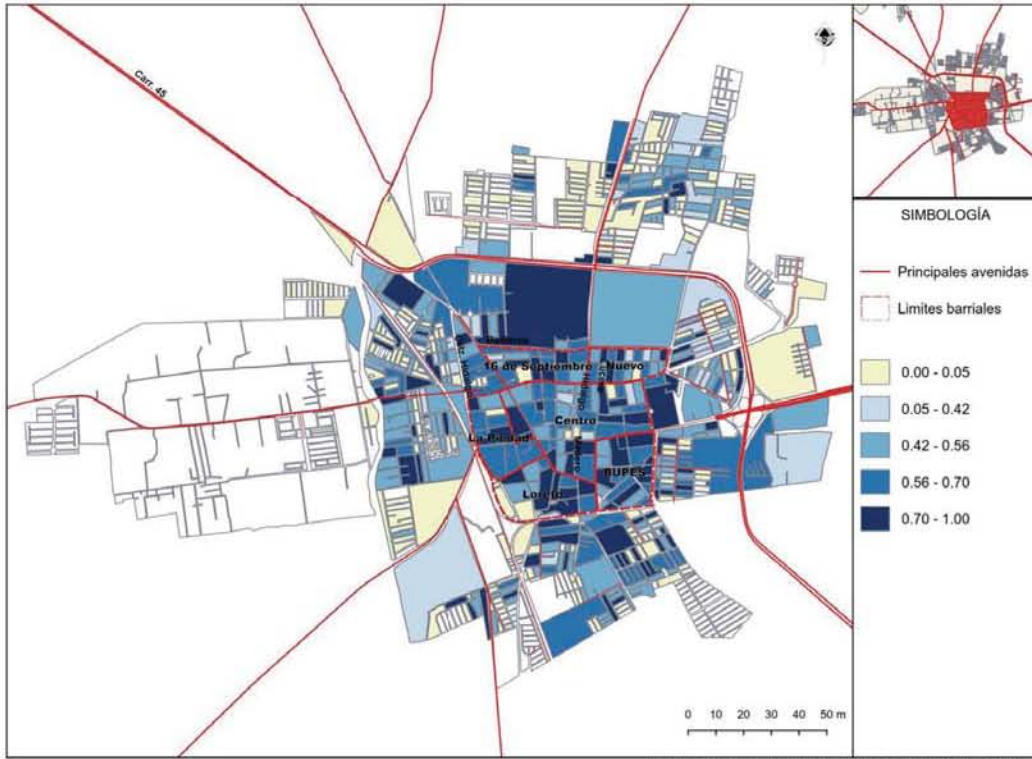 Carr. 45
SIMBOLOGÍA
Principales avenidas
Limites barriales
0.00 - 0.05
0.05 - 0.42
0.42 - 0.56
0.56 - 0.70
0.70 - 1.00
16 de Septiembre
Nuevo
Hidalgo
Centro
La Piedad
Madero
BUPES
Loreto
0 10 20 30 40 50 m